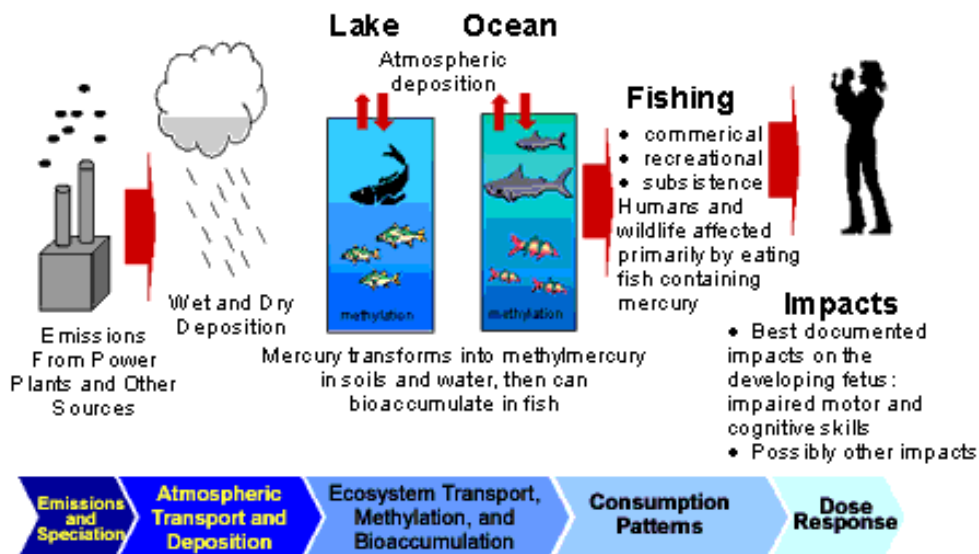 Lake
Ocean
Atmospheric
deposition
Fishing
• commerical
• recreational
• subsistence
Humans and
wildlife affected
primarily by eating
fish containing
mercury
Wet and Dry
Deposition
methylation
methylation
Emissions
From Power
Plants and Other
Sources
Mercury transforms into methylmercury
in soils and water, then can
bioaccumulate in fish
Impacts
• Best documented
impacts on the
developing fetus:
impaired motor and
cognitive skills
• Possibly other impacts
Emissions
and
Speciation
Atmospheric
Transport and
Deposition
Ecosystem Transport,
Methylation, and
Bioaccumulation
Consumption
Patterns
Dose
Response